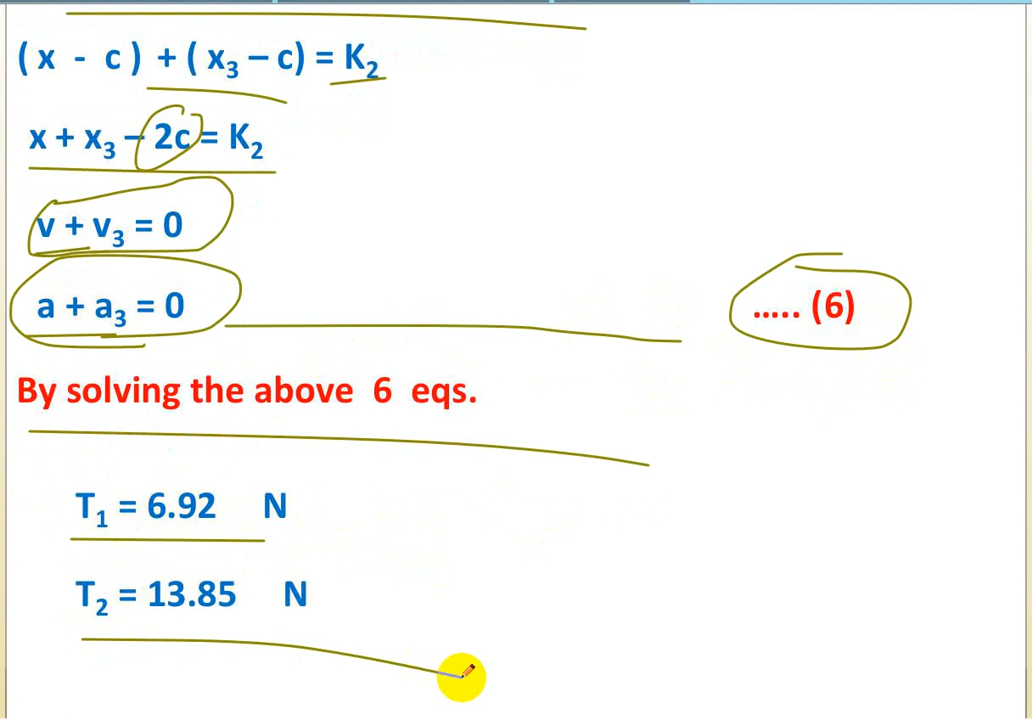 ( x - c ) + ( x₃ – c) = K₂
x + x₃ – 2c = K₂
v + v₃ = 0
a + a₃ = 0 ..... (6)
By solving the above 6 eqs.
T₁ = 6.92 N
T₂ = 13.85 N